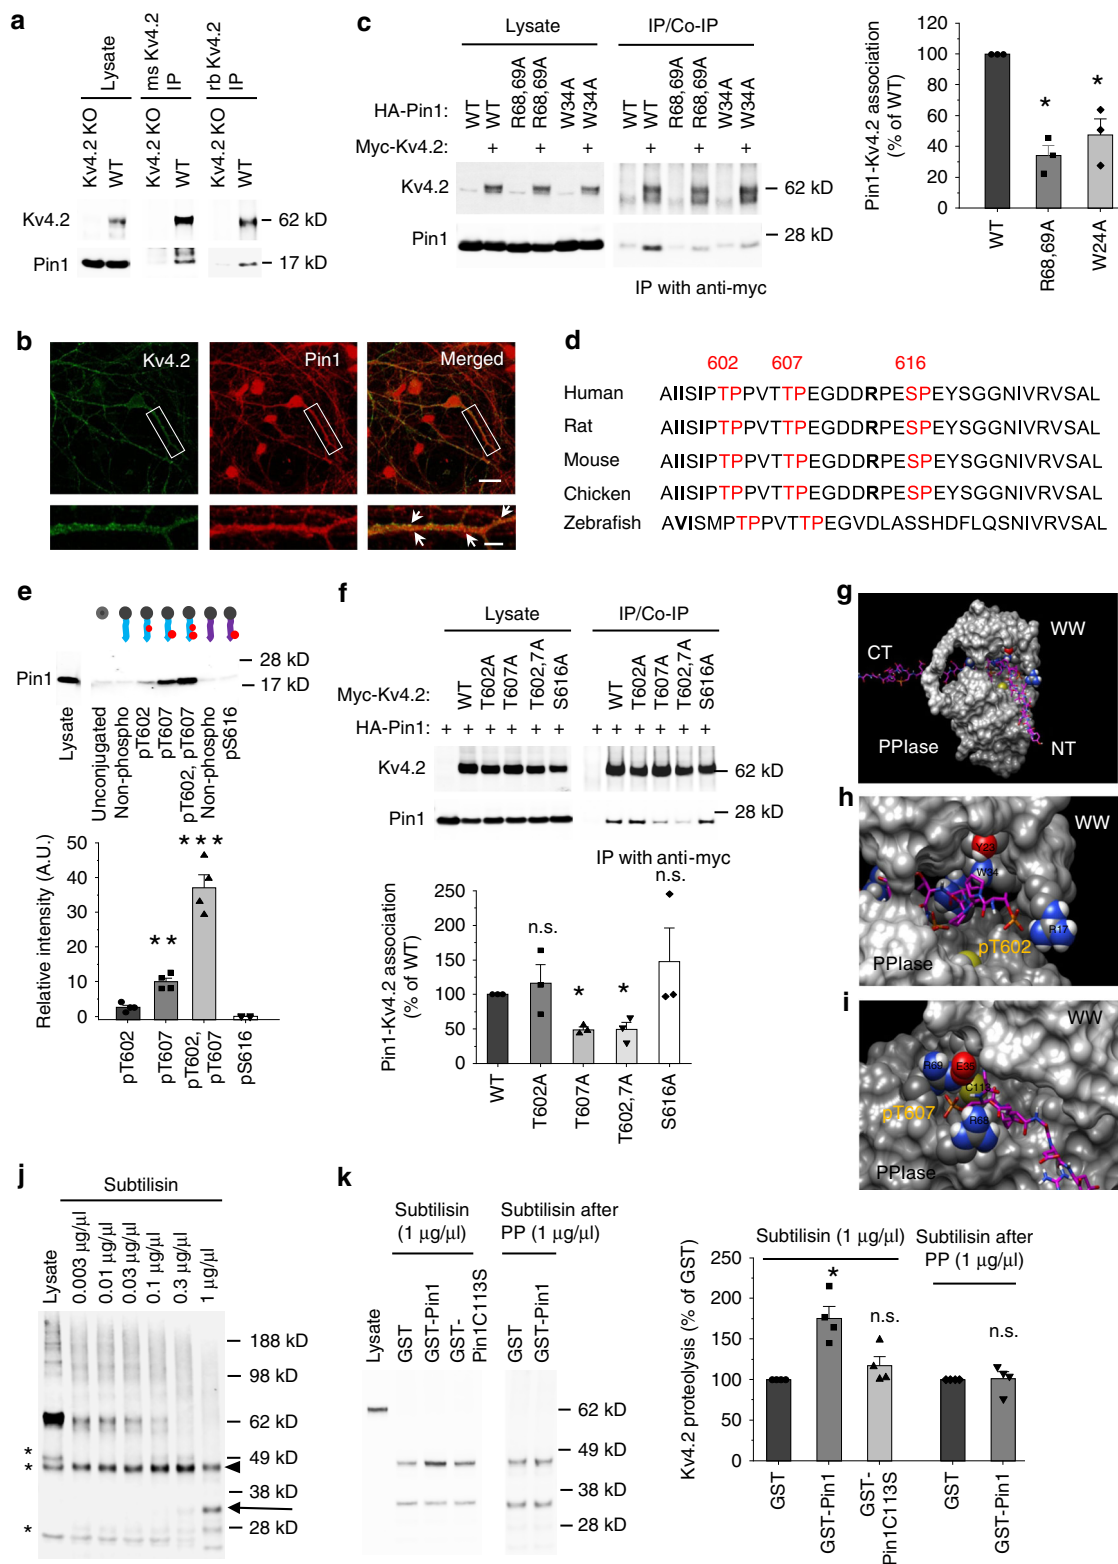 a
Lysate
ms Kv4.2 IP
rb Kv4.2 IP
Kv4.2 KO
WT
Kv4.2 KO
WT
Kv4.2 KO
WT
Kv4.2
62 kD
Pin1
17 kD
c
Lysate
IP/Co-IP
HA-Pin1: WT WT R68,69A R68,69A W34A W34A WT WT R68,69A R68,69A W34A W34A
Myc-Kv4.2: + + + + + +
Kv4.2
62 kD
Pin1
28 kD
IP with anti-myc
Pin1-Kv4.2 association (% of WT)
120
100
80
60
40
20
0
* *
WT
R68,69A
W24A
b
Kv4.2
Pin1
Merged
d
602 607 616
Human AIISIPTPPVTTPEGDDRPESPEYSGGNIVRVSAL
Rat AIISIPTPPVTTPEGDDRPESPEYSGGNIVRVSAL
Mouse AIISIPTPPVTTPEGDDRPESPEYSGGNIVRVSAL
Chicken AIISIPTPPVTTPEGDDRPESPEYSGGNIVRVSAL
Zebrafish AVISMPTPPVTTPEGVDLASSHDFLQSNIVRVSAL
e
28 kD
Pin1
17 kD
Lysate
Unconjugated
Non-phospho
pT602
pT607
pT602, pT607
Non-phospho
pS616
Relative intensity (A.U.)
50
40
30
20
10
0
** ***
pT602
pT607
pT602, pT607
pS616
f
Lysate
IP/Co-IP
Myc-Kv4.2: WT T602A T607A T602,7A S616A WT T602A T607A T602,7A S616A
HA-Pin1: + + + + + + + + + + + +
Kv4.2
62 kD
Pin1
28 kD
IP with anti-myc
Pin1-Kv4.2 association (% of WT)
250
200
150
100
50
0
n.s. * * n.s.
WT
T602A
T607A
T602,7A
S616A
g
WW
CT
PPIase
NT
h
WW
Y23
W34
R17
pT602
PPIase
i
WW
R69
E35
C113
pT607
R68
PPIase
j
Subtilisin
Lysate
0.003 µg/µl
0.01 µg/µl
0.03 µg/µl
0.1 µg/µl
0.3 µg/µl
1 µg/µl
188 kD
98 kD
62 kD
49 kD
38 kD
28 kD
*
*
*
k
Subtilisin (1 µg/µl)
Subtilisin after PP (1 µg/µl)
Lysate
GST
GST-Pin1
GST-Pin1C113S
GST
GST-Pin1
62 kD
49 kD
38 kD
28 kD
Kv4.2 proteolysis (% of GST)
Subtilisin (1 µg/µl)
Subtilisin after PP (1 µg/µl)
250
200
150
100
50
0
* n.s. n.s.
GST
GST-Pin1
GST-Pin1C113S
GST
GST-Pin1